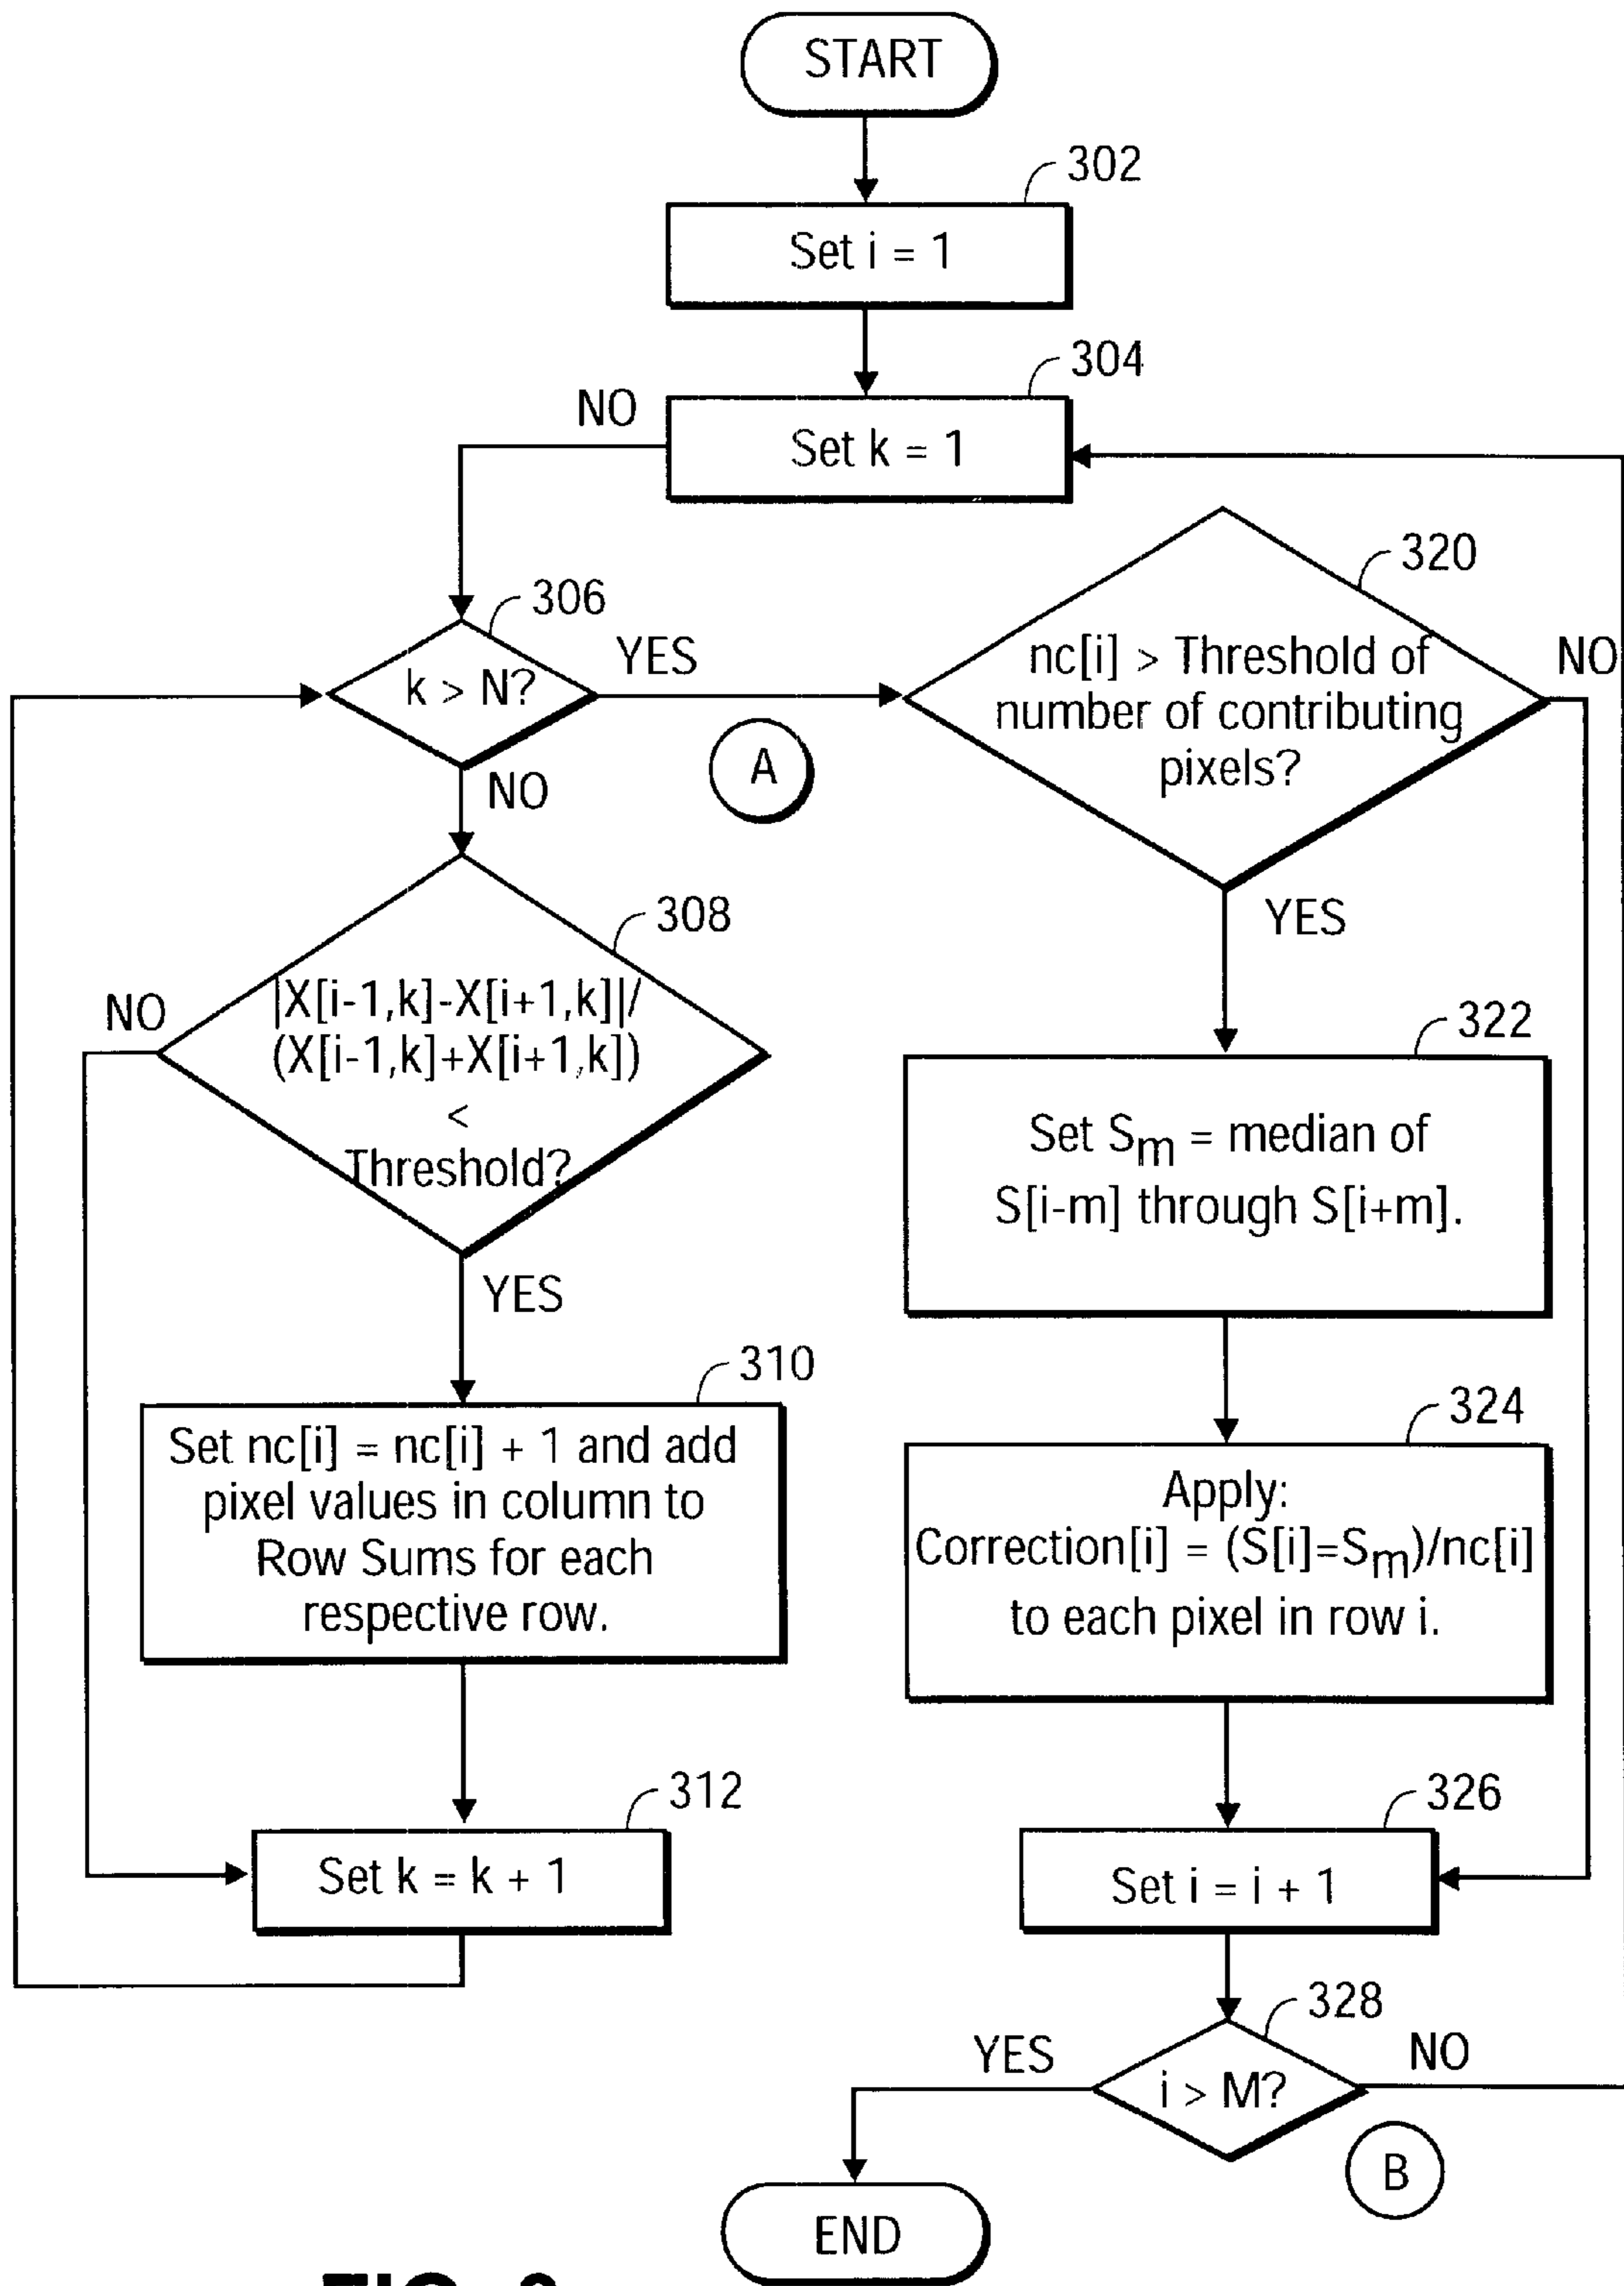 START
302
Set i = 1
304
NO
Set k = 1
320
306
k > N?
YES
nc[i] > Threshold of
number of contributing
pixels?
NO
A
NO
YES
308
|X[i-1,k]-X[i+1,k]|/
(X[i-1,k]+X[i+1,k])
<
Threshold?
NO
322
Set Sm = median of
S[i-m] through S[i+m].
YES
310
Set nc[i] = nc[i] + 1 and add
pixel values in column to
Row Sums for each
respective row.
324
Apply:
Correction[i] = (S[i]=Sm)/nc[i]
to each pixel in row i.
312
Set k = k + 1
326
Set i = i + 1
328
YES
i > M?
NO
B
END